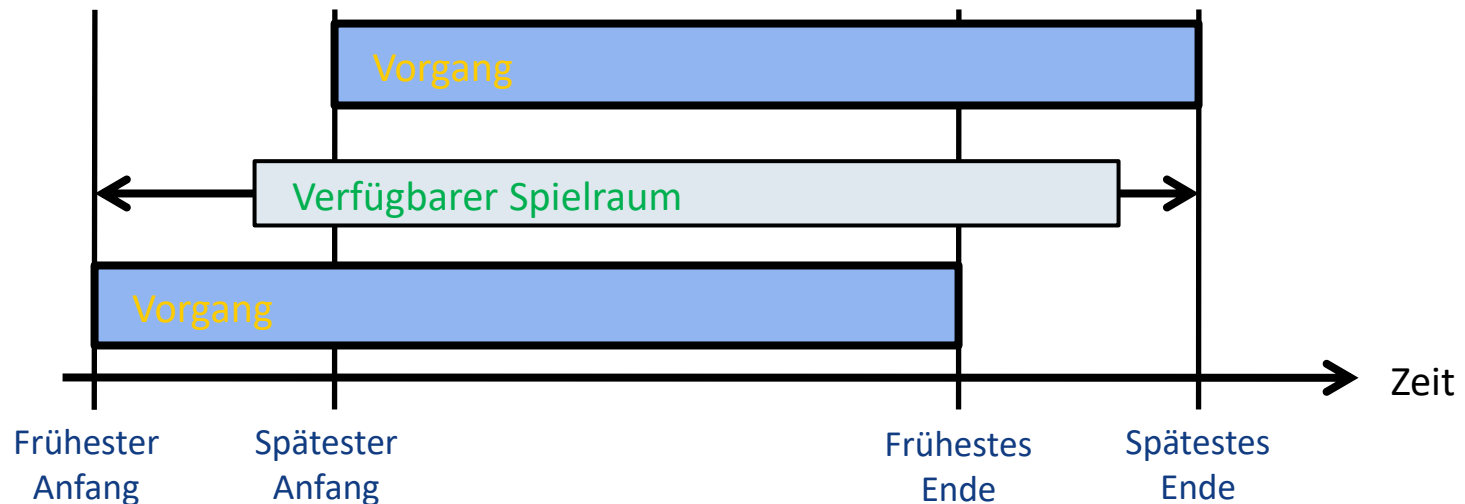 Vorgang
Verfügbarer Spielraum
Vorgang
Zeit
Frühester
Anfang
Spätester
Anfang
Frühestes
Ende
Spätestes
Ende